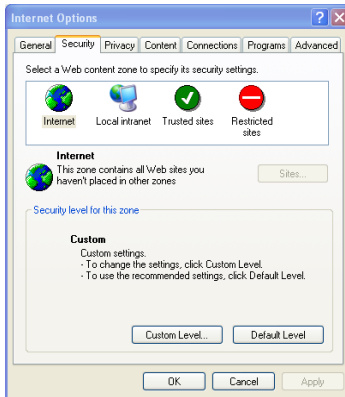 Internet Options
General Security Privacy Content Connections Programs Advanced
Select a Web content zone to specify its security settings.
Internet Local intranet Trusted sites Restricted
sites
Internet
This zone contains all Web sites you
haven't placed in other zones
Sites...
Security level for this zone
Custom
Custom settings.
- To change the settings, click Custom Level.
- To use the recommended settings, click Default Level.
Custom Level... Default Level
OK Cancel Apply